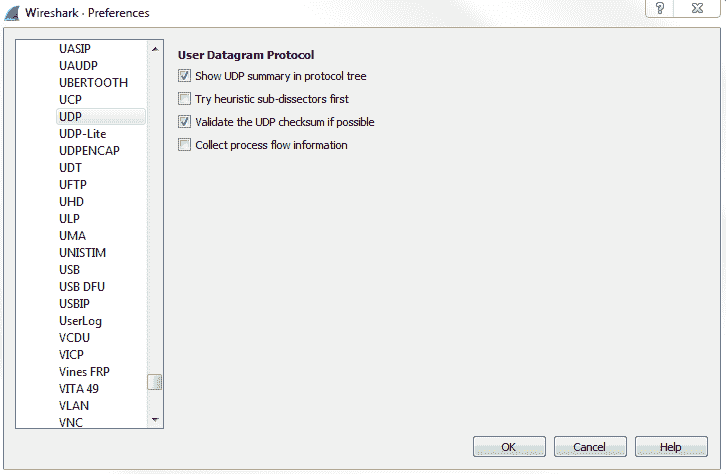 Wireshark · Preferences
?
UASIP
UAUDP
UBERTOOTH
UCP
UDP
UDP-Lite
UDPENCAP
UDT
UFTP
UHD
ULP
UMA
UNISTIM
USB
USB DFU
USBIP
UserLog
VCDU
VICP
Vines FRP
VITA 49
VLAN
VNC
User Datagram Protocol
Show UDP summary in protocol tree
Try heuristic sub-dissectors first
Validate the UDP checksum if possible
Collect process flow information
OK
Cancel
Help